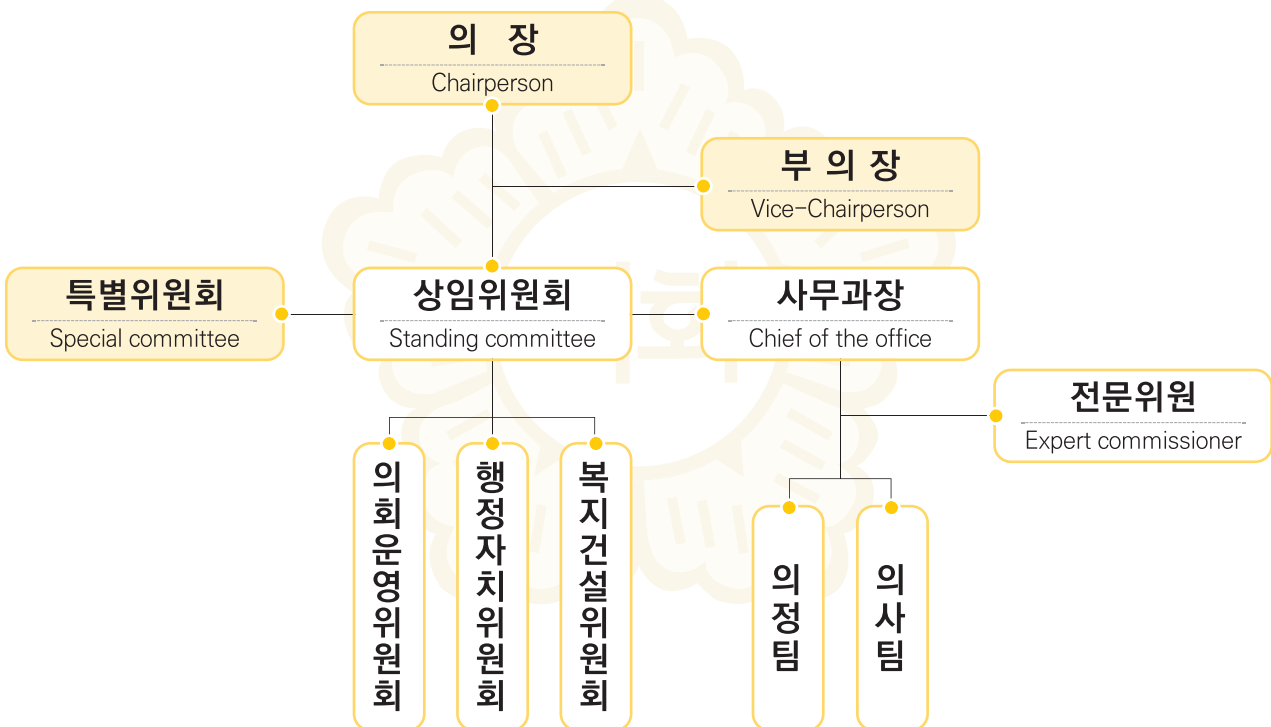 의 장
Chairperson
부 의 장
Vice-Chairperson
특별위원회
Special committee
상임위원회
Standing committee
사무과장
Chief of the office
전문위원
Expert commissioner
의회운영위원회
행정자치위원회
복지건설위원회
의정팀
의사팀